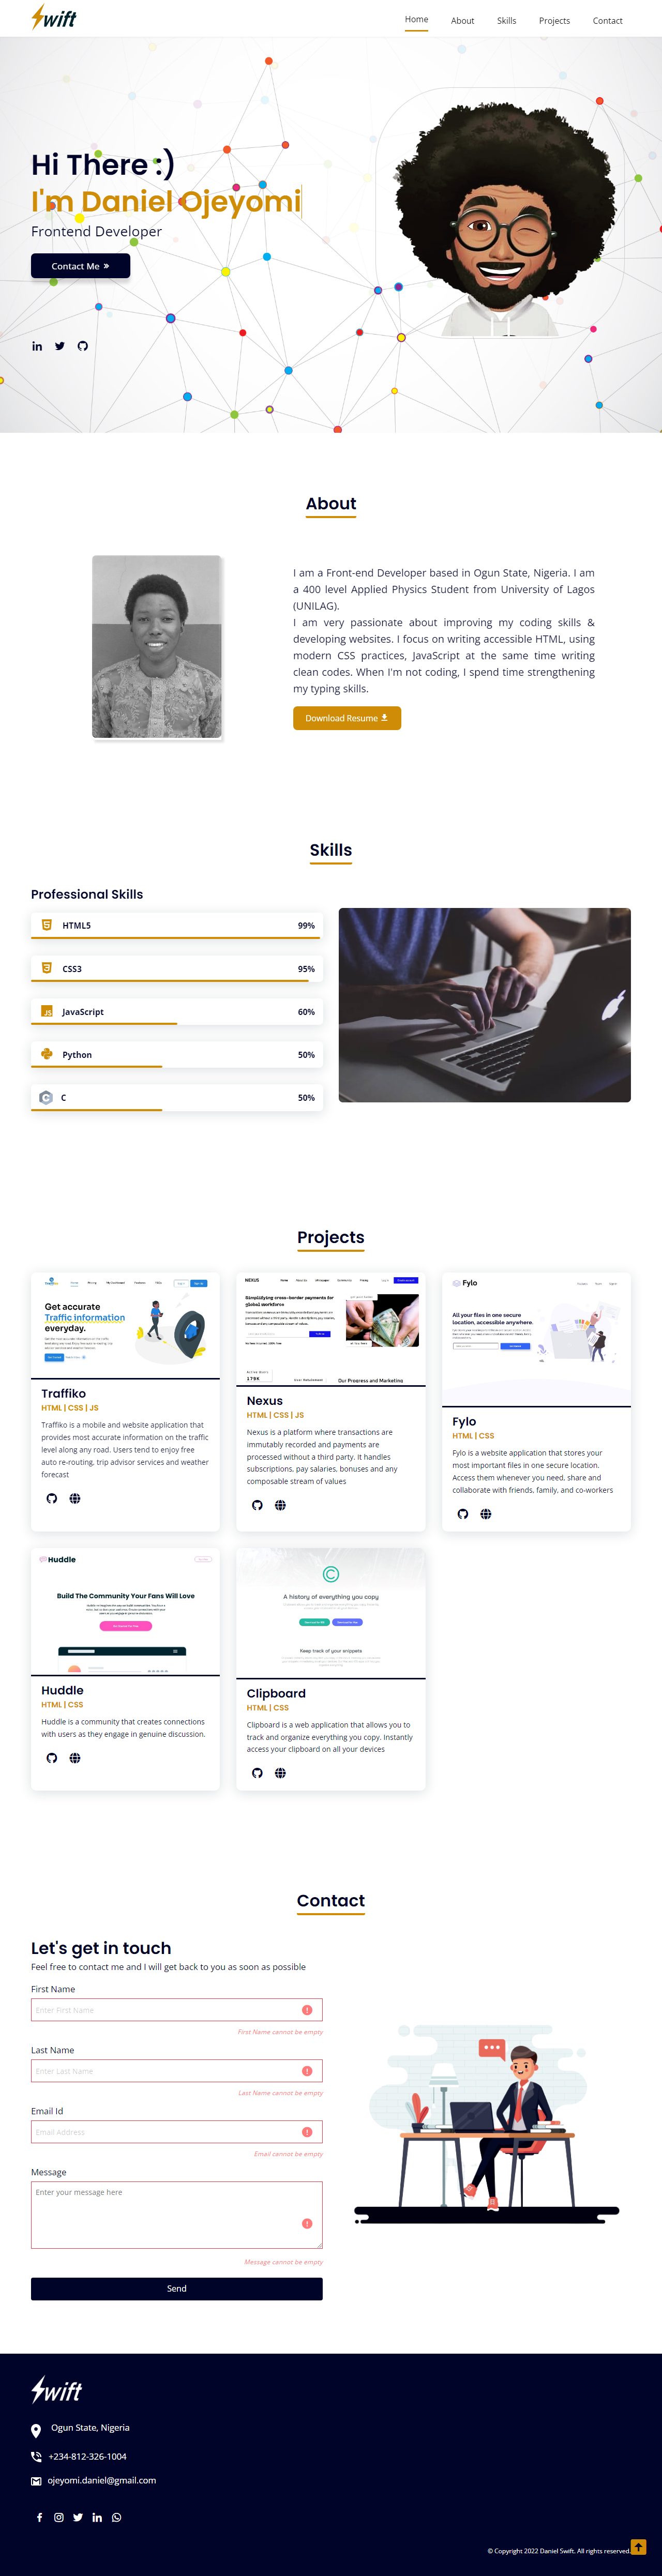 Swift
Home About Skills Projects Contact
Hi There :)
I'm Daniel Ojeyomi
Frontend Developer
Contact Me »
About
I am a Front-end Developer based in Ogun State, Nigeria. I am
a 400 level Applied Physics Student from University of Lagos
(UNILAG).
I am very passionate about improving my coding skills &
developing websites. I focus on writing accessible HTML, using
modern CSS practices, JavaScript at the same time writing
clean codes. When I'm not coding, I spend time strengthening
my typing skills.
Download Resume
Skills
Professional Skills
HTML5 99%
CSS3 95%
JavaScript 60%
Python 50%
C 50%
Projects
Get accurate
Traffic information
everyday.
Traffiko
HTML | CSS | JS
Traffiko is a mobile and website application that
provides most accurate information on the traffic
level along any road. Users tend to enjoy free
auto re-routing, trip advisor services and weather
forecast
NEXUS
Simplifying cross-border payments for
global workforce
179K
Our Progress and Marketing
Nexus
HTML | CSS | JS
Nexus is a platform where transactions are
immutably recorded and payments are
processed without a third party. It handles
subscriptions, pay salaries, bonuses and any
composable stream of values
Fylo
All your files in one secure
location, accessible anywhere.
Fylo
HTML | CSS
Fylo is a website application that stores your
most important files in one secure location.
Access them whenever you need, share and
collaborate with friends, family, and co-workers
Huddle
Build The Community Your Fans Will Love
Huddle
HTML | CSS
Huddle is a community that creates connections
with users as they engage in genuine discussion.
A history of everything you copy
Keep track of your snippets
Clipboard
HTML | CSS
Clipboard is a web application that allows you to
track and organize everything you copy. Instantly
access your clipboard on all your devices
Contact
Let's get in touch
Feel free to contact me and I will get back to you as soon as possible
First Name
Enter First Name
First Name cannot be empty
Last Name
Enter Last Name
Last Name cannot be empty
Email Id
Email Address
Email cannot be empty
Message
Enter your message here
Message cannot be empty
Send
Swift
Ogun State, Nigeria
+234-812-326-1004
ojeyomi.daniel@gmail.com
© Copyright 2022 Daniel Swift. All rights reserved.